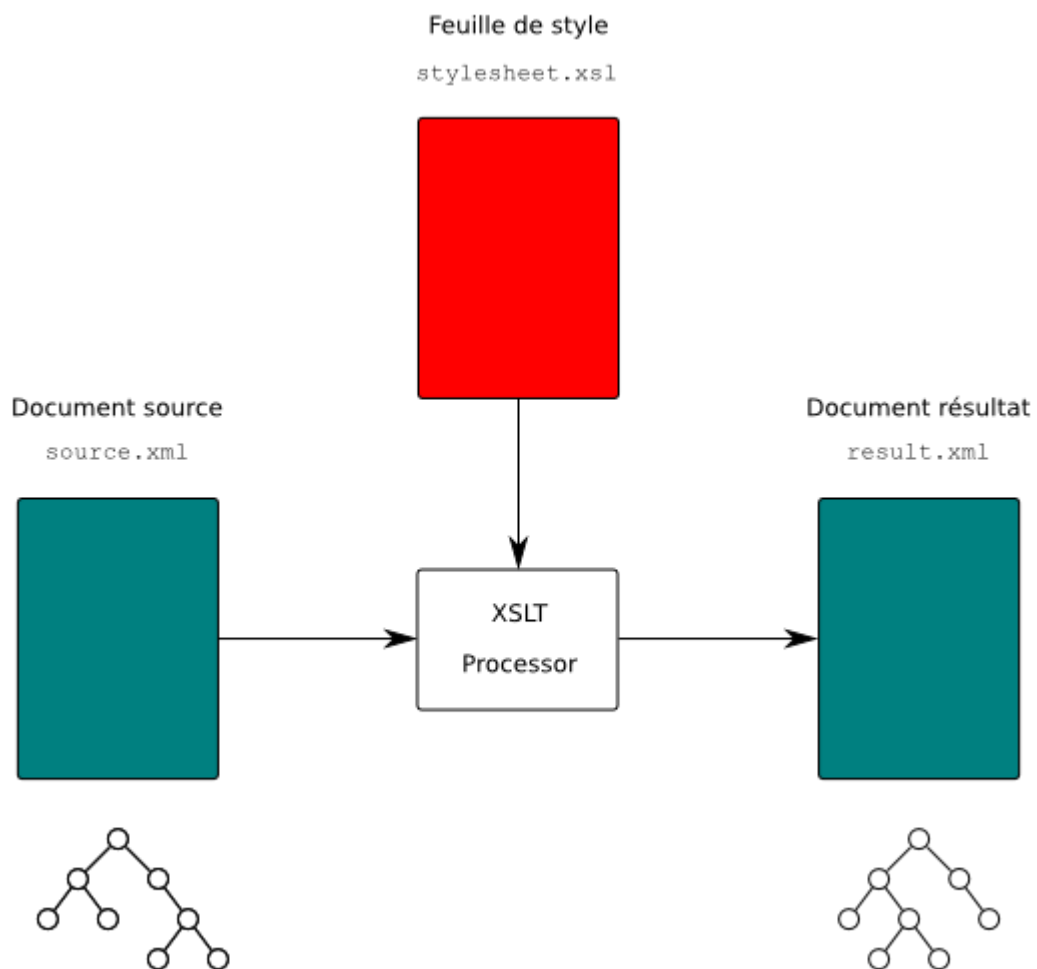 Feuille de style
stylesheet.xsl
Document source
source.xml
Document résultat
result.xml
XSLT
Processor